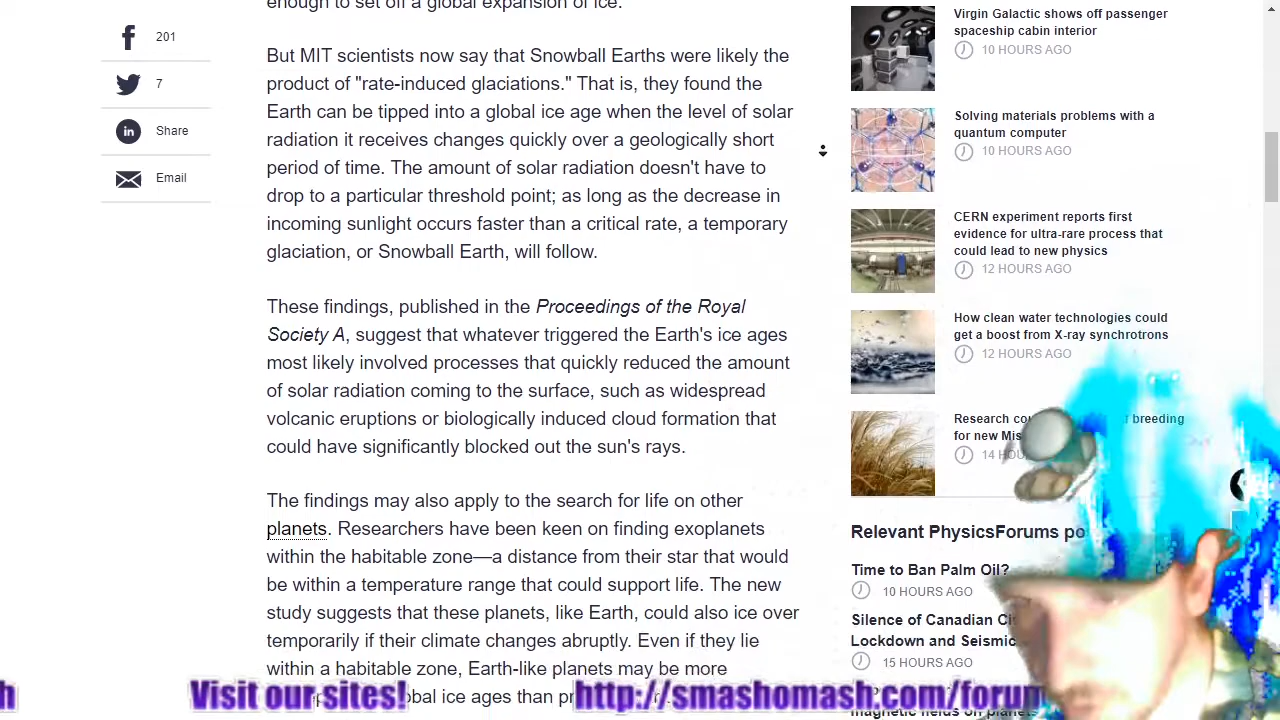 enough to set off a global expansion of ice.
201
7
Share
Email
But MIT scientists now say that Snowball Earths were likely the
product of "rate-induced glaciations." That is, they found the
Earth can be tipped into a global ice age when the level of solar
radiation it receives changes quickly over a geologically short
period of time. The amount of solar radiation doesn't have to
drop to a particular threshold point; as long as the decrease in
incoming sunlight occurs faster than a critical rate, a temporary
glaciation, or Snowball Earth, will follow.
These findings, published in the Proceedings of the Royal
Society A, suggest that whatever triggered the Earth's ice ages
most likely involved processes that quickly reduced the amount
of solar radiation coming to the surface, such as widespread
volcanic eruptions or biologically induced cloud formation that
could have significantly blocked out the sun's rays.
The findings may also apply to the search for life on other
planets. Researchers have been keen on finding exoplanets
within the habitable zone—a distance from their star that would
be within a temperature range that could support life. The new
study suggests that these planets, like Earth, could also ice over
temporarily if their climate changes abruptly. Even if they lie
within a habitable zone, Earth-like planets may be more
ice ages than
Virgin Galactic shows off passenger
spaceship cabin interior
10 HOURS AGO
Solving materials problems with a
quantum computer
10 HOURS AGO
CERN experiment reports first
evidence for ultra-rare process that
could lead to new physics
12 HOURS AGO
How clean water technologies could
get a boost from X-ray synchrotrons
12 HOURS AGO
Research breeding
for new
14
Relevant PhysicsForums
Time to Ban Palm Oil?
10 HOURS AGO
Silence of Canadian
Lockdown and Seismic
15 HOURS AGO
magnetic fields on planets
Visit our sites!
http://smashomash.com/forum